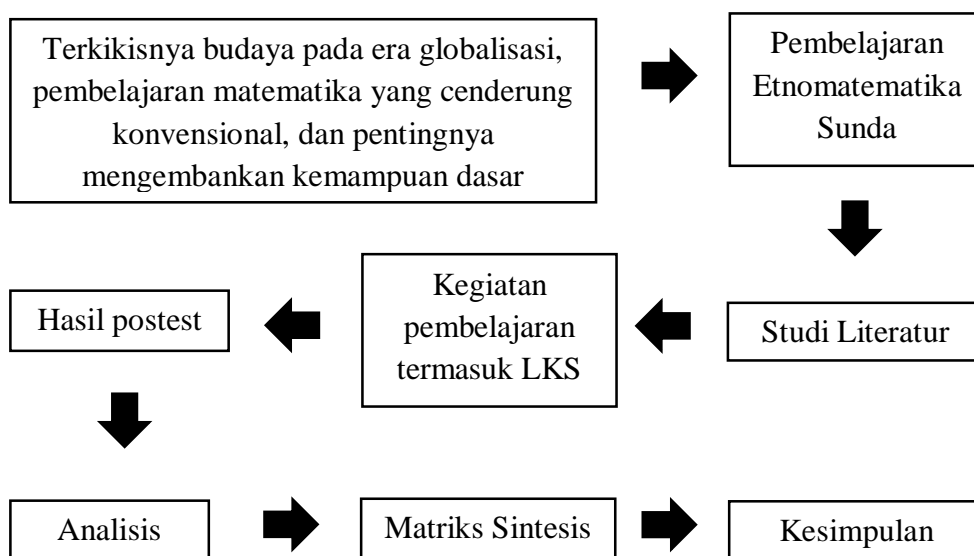 Terkikisnya budaya pada era globalisasi,
pembelajaran matematika yang cenderung
konvensional, dan pentingnya
mengembankan kemampuan dasar
Pembelajaran
Etnomatematika
Sunda
Studi Literatur
Kegiatan
pembelajaran
termasuk LKS
Hasil postest
Analisis
Matriks Sintesis
Kesimpulan